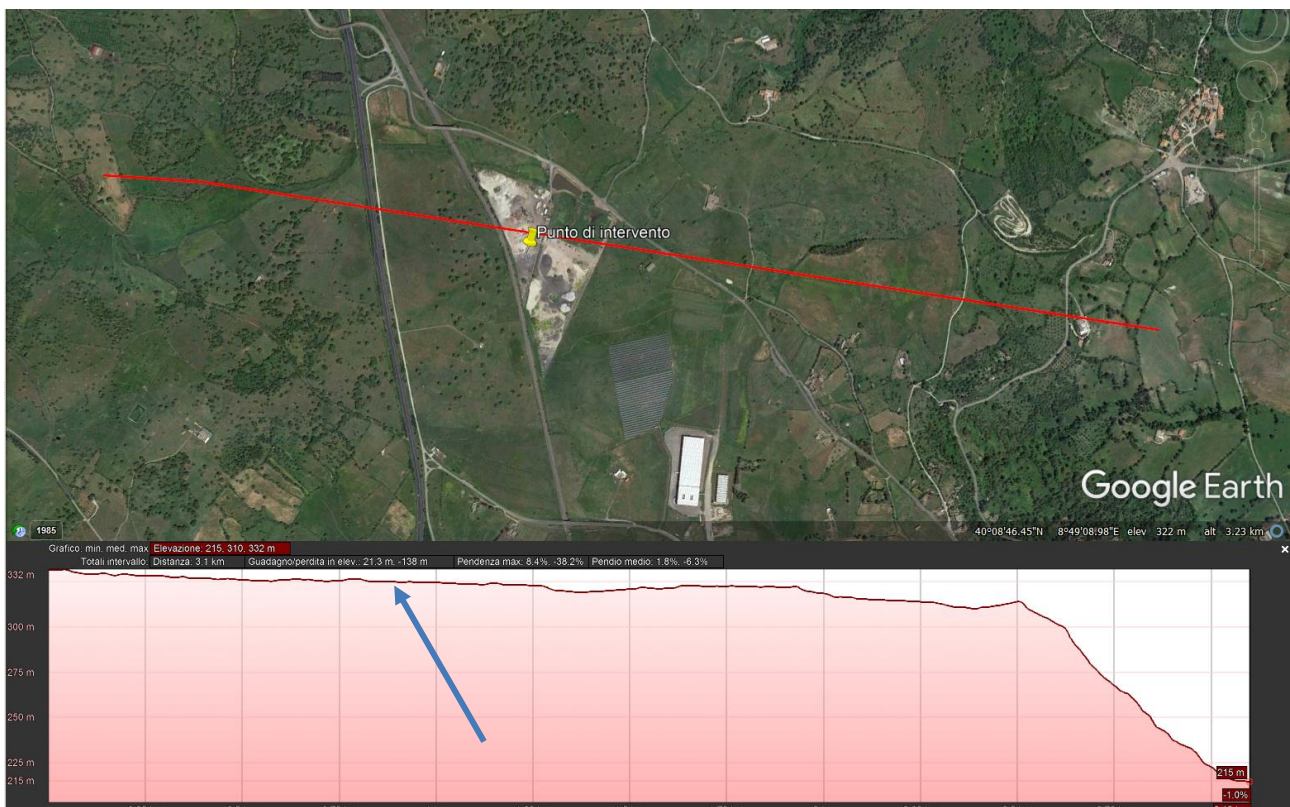 Punto di intervento
Google Earth
1985
40°08'46.45"N 8°49'08.98"E elev 322 m alt 3.23 km
Grafico: min. med. max Elevazione: 215, 310, 332 m
Totali intervallo: Distanza: 3.1 km Guadagno/perdita in elev.: 21,3 m. -138 m Pendenza max: 8.4%. -38.2% Pendio medio: 1.8%. -6.3%
332 m
300 m
275 m
250 m
225 m
215 m
215 m
-1.0%